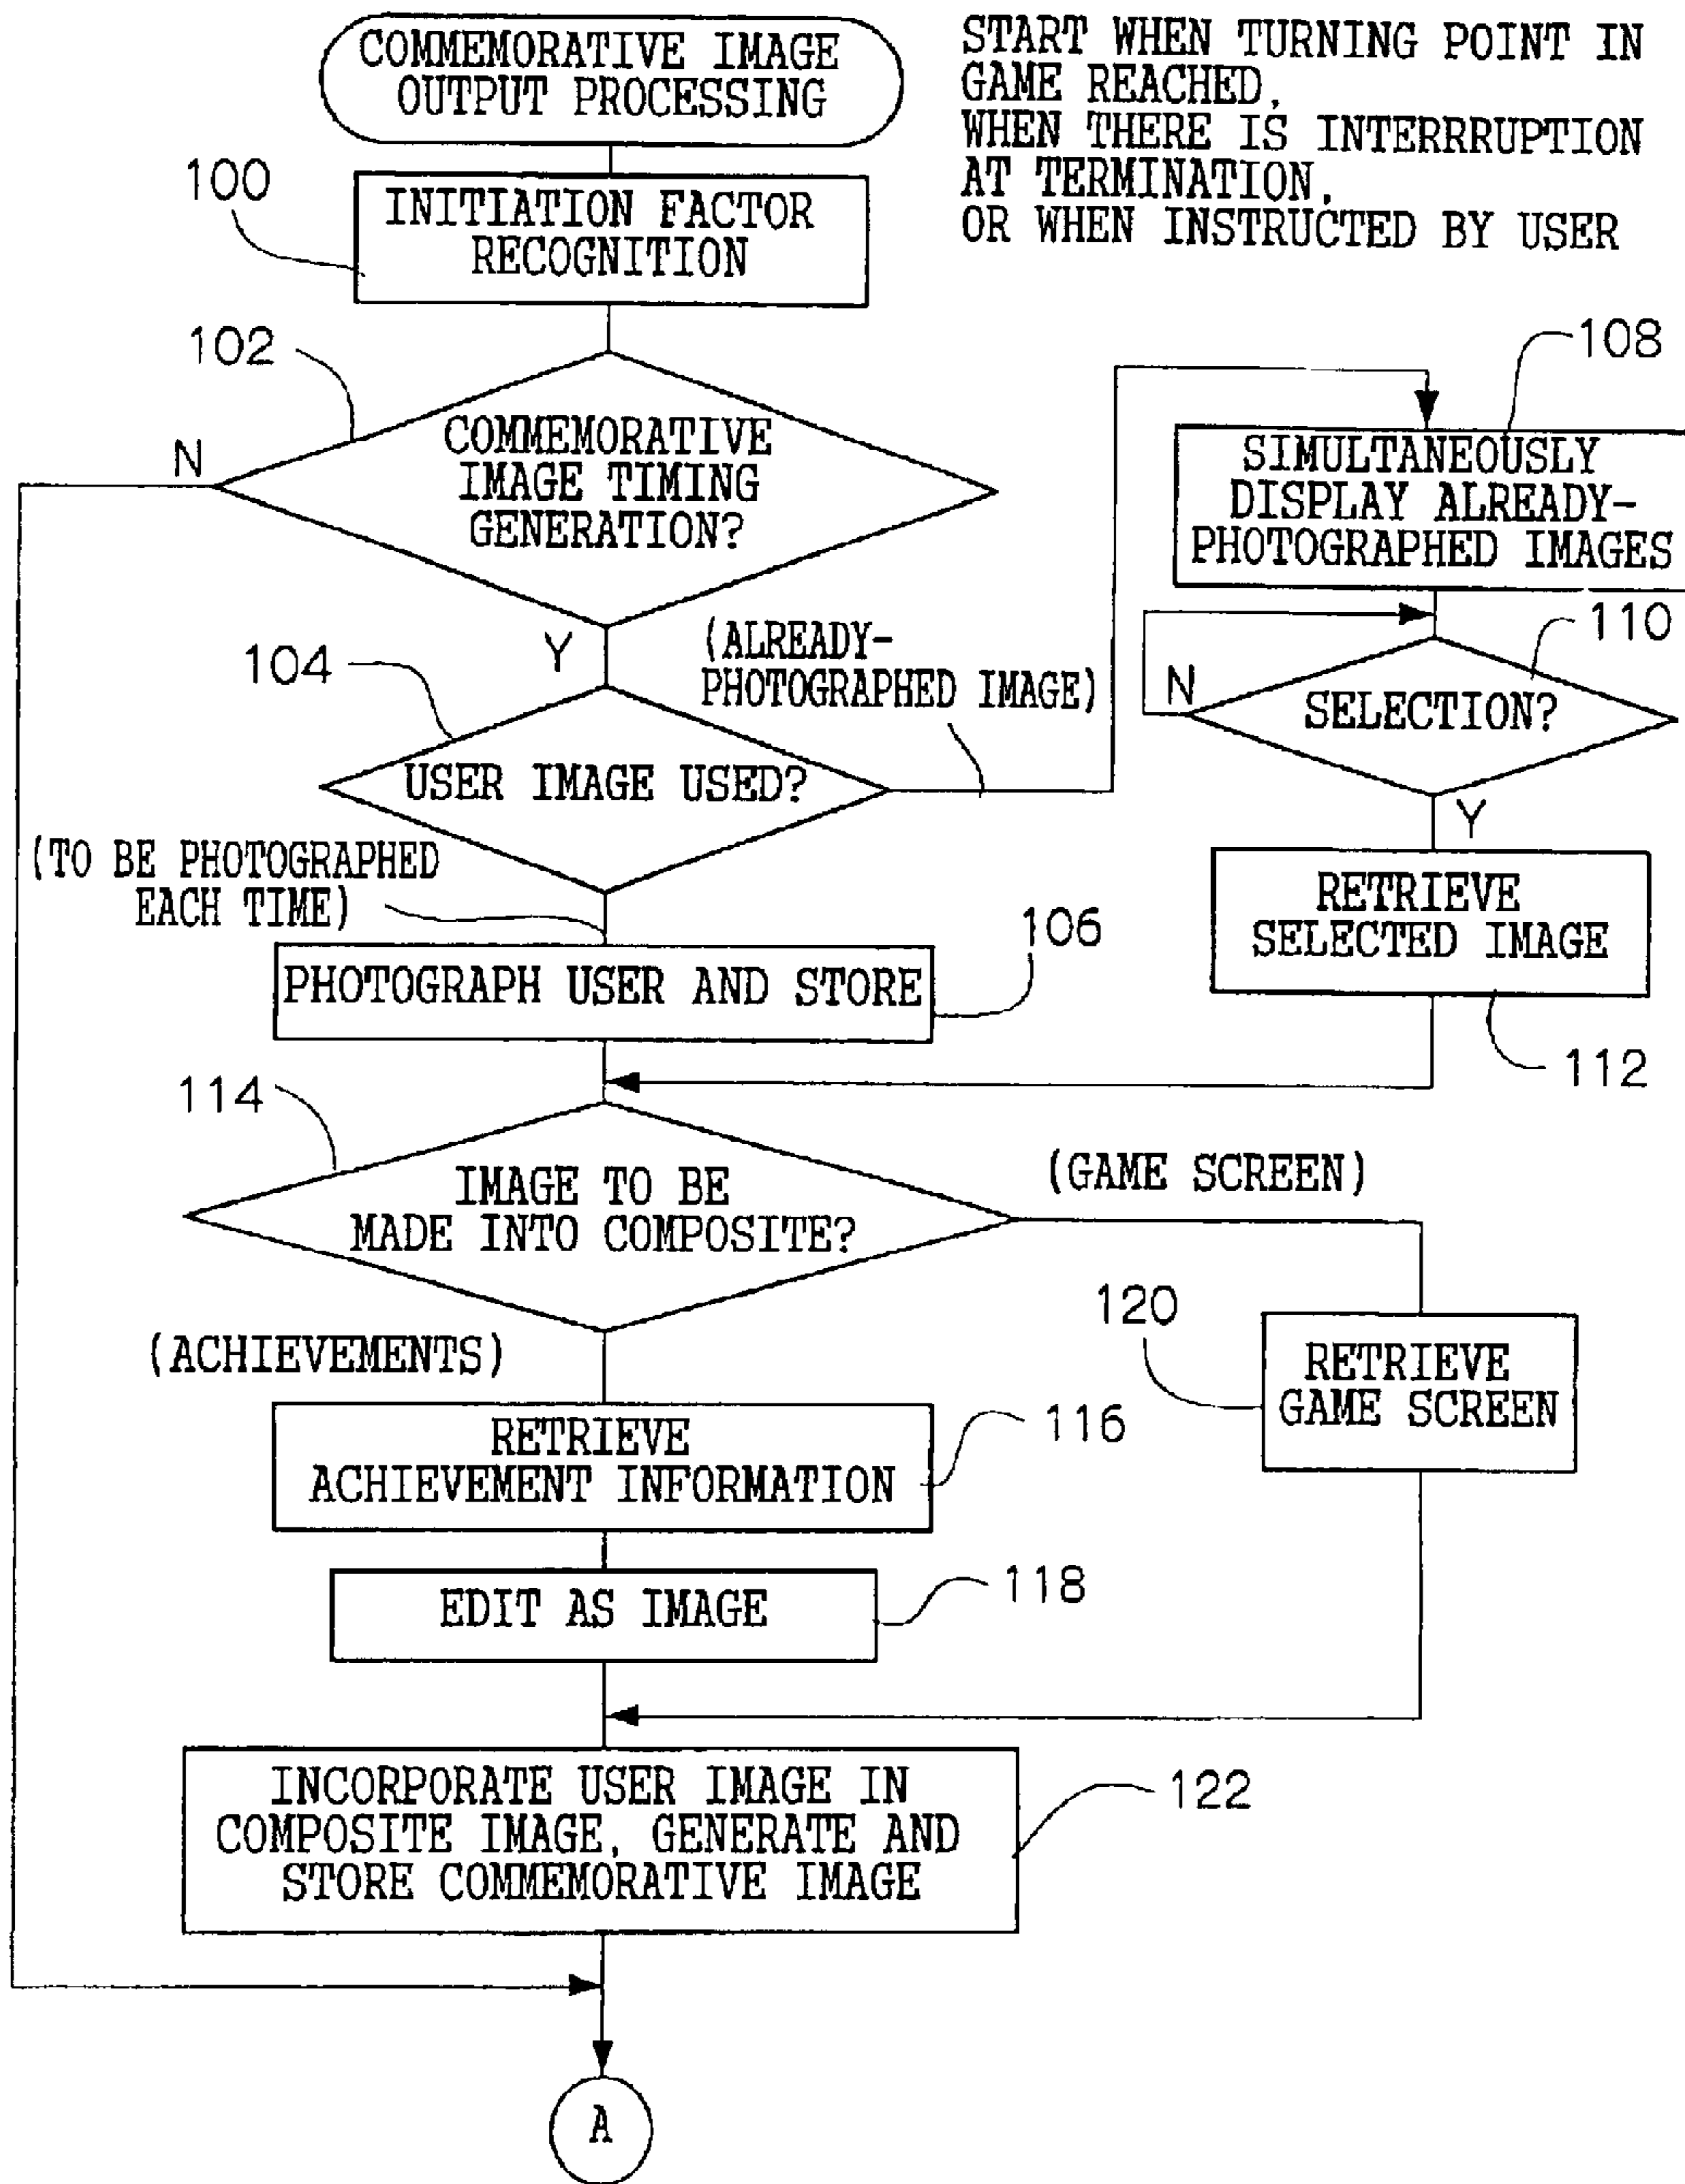 COMMEMORATIVE IMAGE
OUTPUT PROCESSING
START WHEN TURNING POINT IN
GAME REACHED,
WHEN THERE IS INTERRRUPTION
AT TERMINATION,
OR WHEN INSTRUCTED BY USER
100
INITIATION FACTOR
RECOGNITION
102
N
COMMEMORATIVE
IMAGE TIMING
GENERATION?
Y
108
SIMULTANEOUSLY
DISPLAY ALREADY-
PHOTOGRAPHED IMAGES
104
(ALREADY-
PHOTOGRAPHED IMAGE)
USER IMAGE USED?
110
N
SELECTION?
Y
(TO BE PHOTOGRAPHED
EACH TIME)
RETRIEVE
SELECTED IMAGE
112
106
PHOTOGRAPH USER AND STORE
114
IMAGE TO BE
MADE INTO COMPOSITE?
(GAME SCREEN)
(ACHIEVEMENTS)
120
RETRIEVE
GAME SCREEN
RETRIEVE
ACHIEVEMENT INFORMATION
116
EDIT AS IMAGE
118
INCORPORATE USER IMAGE IN
COMPOSITE IMAGE, GENERATE AND
STORE COMMEMORATIVE IMAGE
122
A